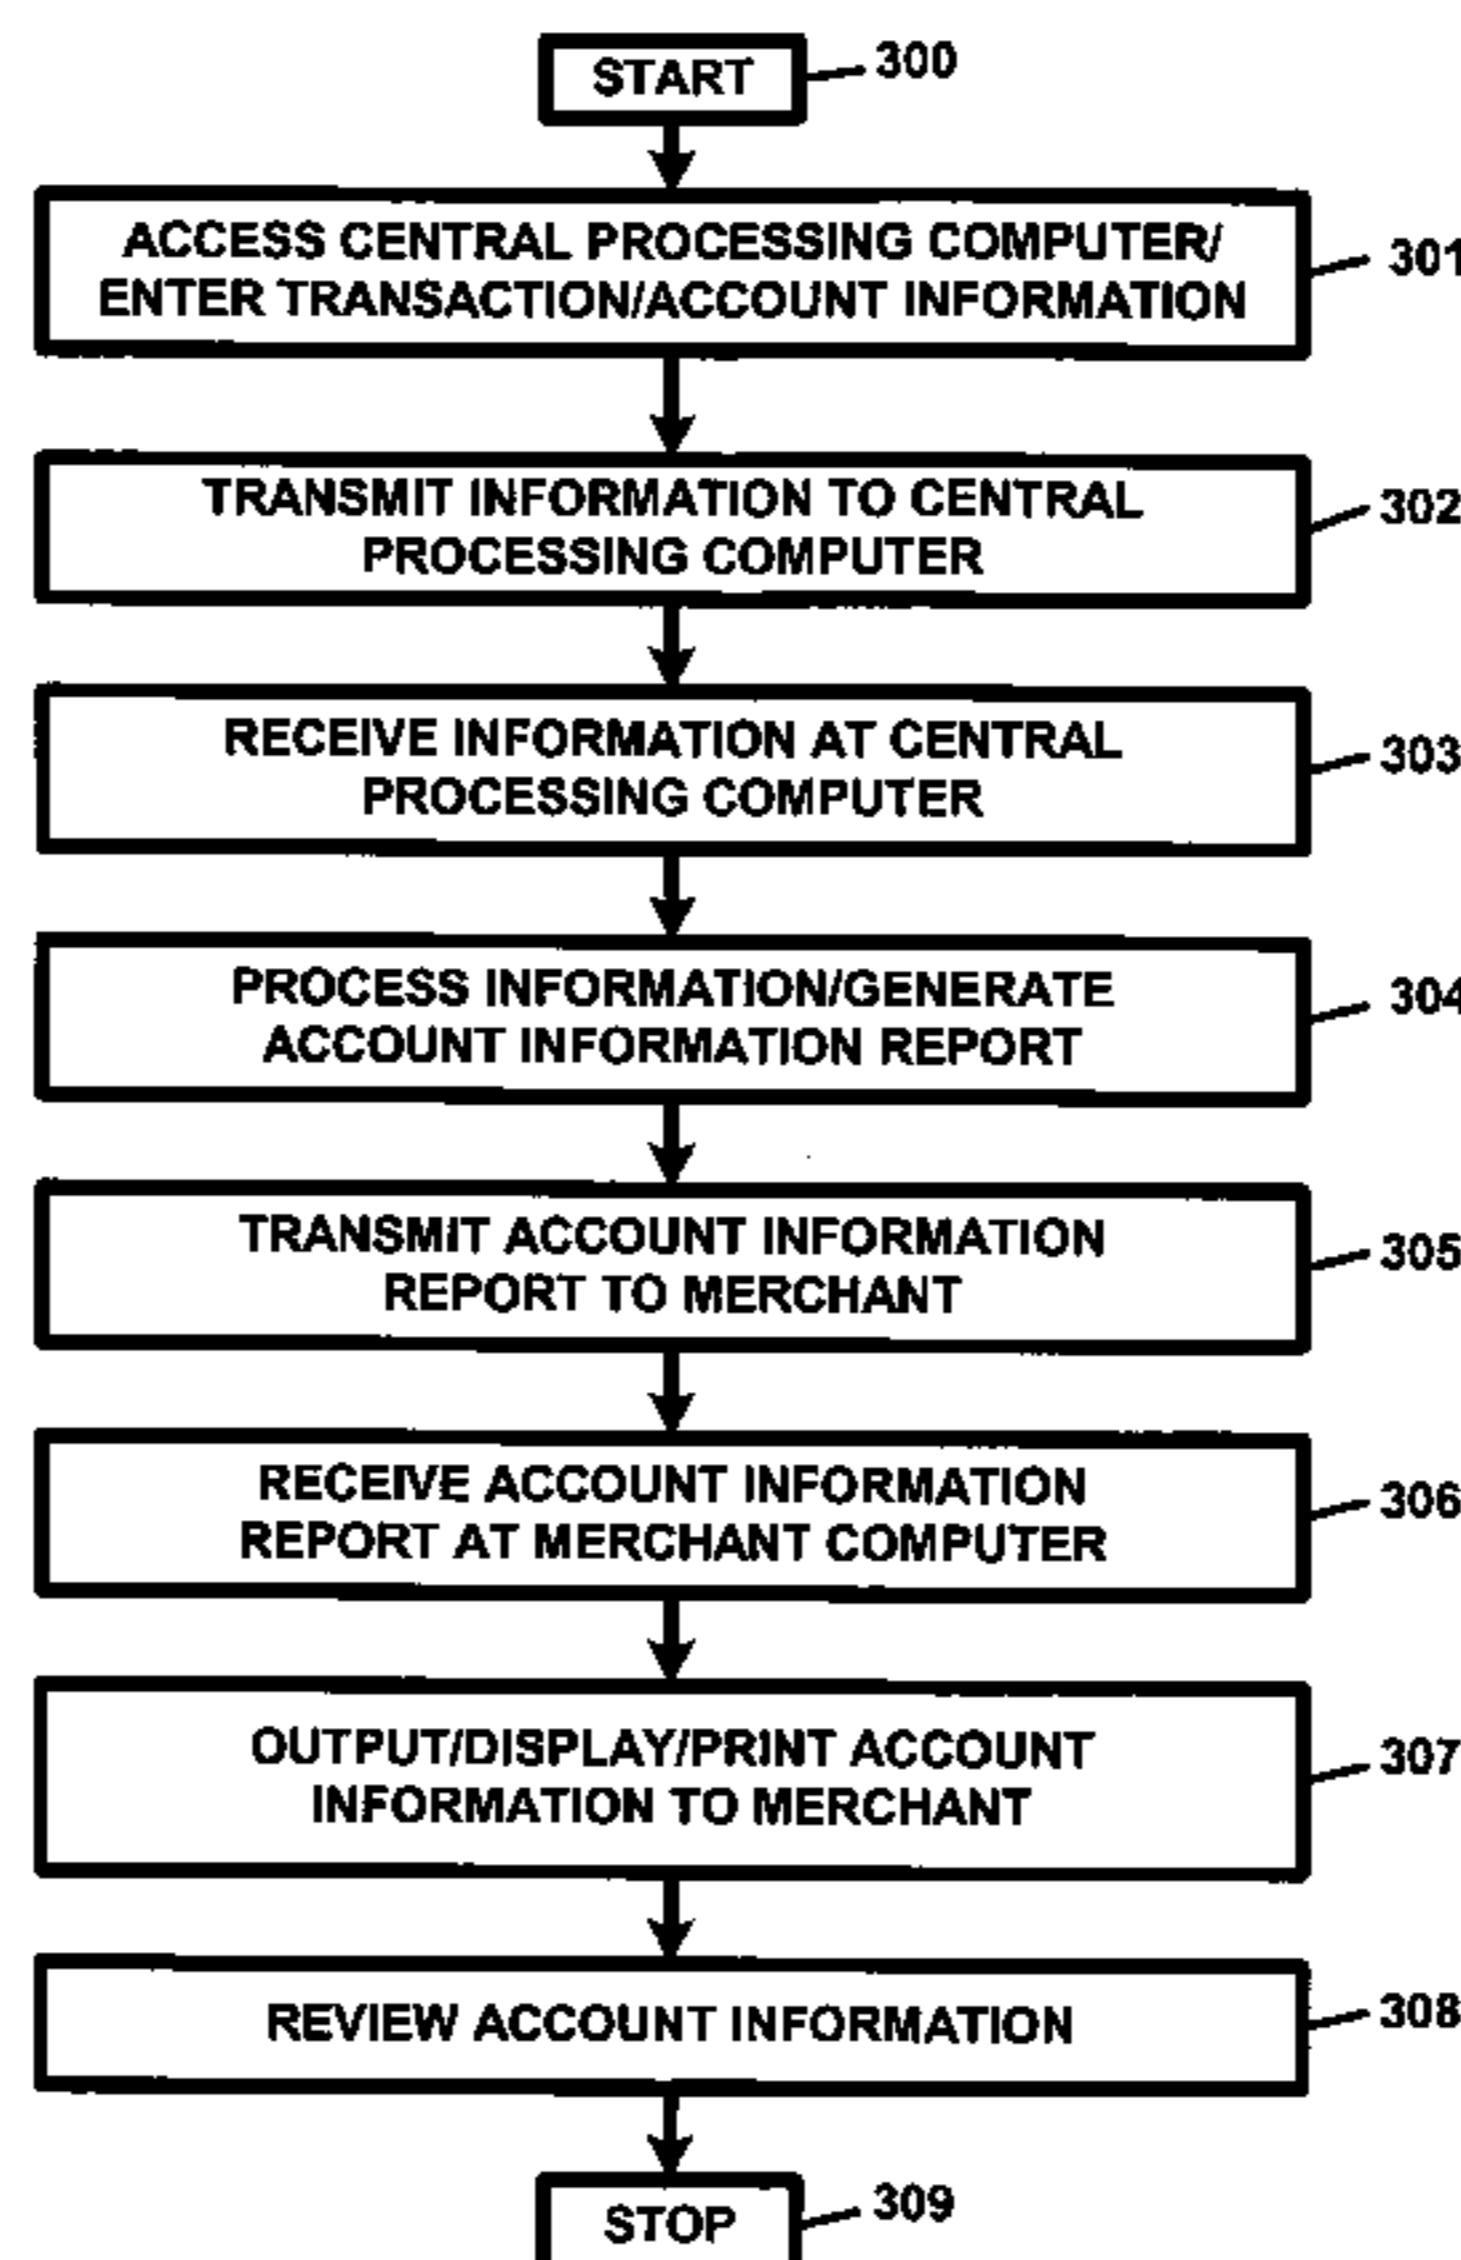 START
300
ACCESS CENTRAL PROCESSING COMPUTER/
ENTER TRANSACTION/ACCOUNT INFORMATION
301
TRANSMIT INFORMATION TO CENTRAL
PROCESSING COMPUTER
302
RECEIVE INFORMATION AT CENTRAL
PROCESSING COMPUTER
303
PROCESS INFORMATION/GENERATE
ACCOUNT INFORMATION REPORT
304
TRANSMIT ACCOUNT INFORMATION
REPORT TO MERCHANT
305
RECEIVE ACCOUNT INFORMATION
REPORT AT MERCHANT COMPUTER
306
OUTPUT/DISPLAY/PRINT ACCOUNT
INFORMATION TO MERCHANT
307
REVIEW ACCOUNT INFORMATION
308
STOP
309